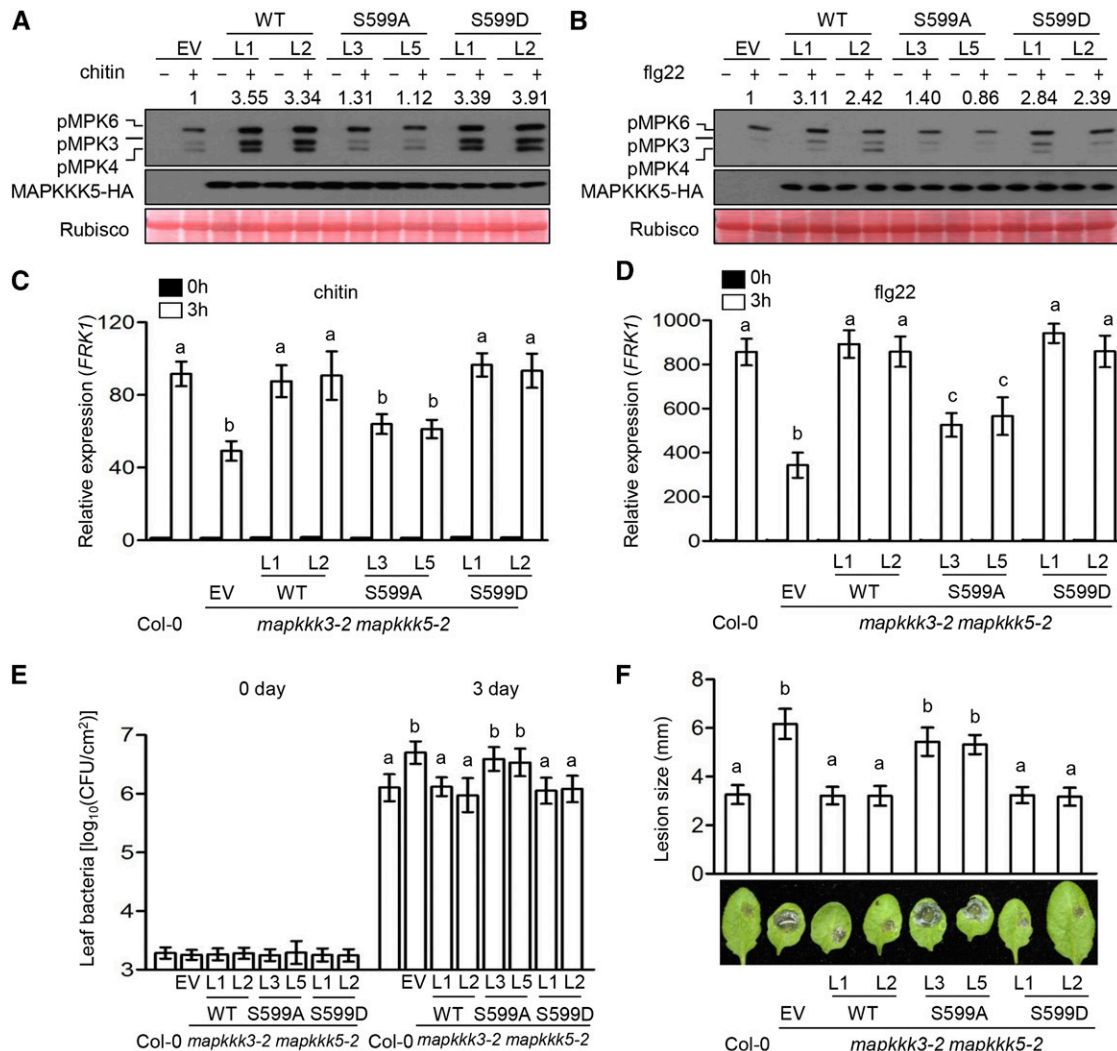 A
WT S599A S599D
EV L1 L2 L3 L5 L1 L2
chitin − + − + − + − + − + − + − +
1 3.55 3.34 1.31 1.12 3.39 3.91
pMPK6
pMPK3
pMPK4
MAPKKK5-HA
Rubisco
B
WT S599A S599D
EV L1 L2 L3 L5 L1 L2
flg22 − + − + − + − + − + − + − +
1 3.11 2.42 1.40 0.86 2.84 2.39
pMPK6
pMPK3
pMPK4
MAPKKK5-HA
Rubisco
C
0h
3h
chitin
Relative expression (FRK1)
120
80
40
0
a b a a b b a a
L1 L2 L3 L5 L1 L2
EV WT S599A S599D
Col-0 mapkkk3-2 mapkkk5-2
D
0h
3h
flg22
Relative expression (FRK1)
1000
800
600
400
200
0
a b a a c c a a
L1 L2 L3 L5 L1 L2
EV WT S599A S599D
Col-0 mapkkk3-2 mapkkk5-2
E
0 day 3 day
Leaf bacteria [log10(CFU/cm²)]
7
6
5
4
3
a b a a b b a a
EV L1 L2 L3 L5 L1 L2 EV L1 L2 L3 L5 L1 L2
WT S599A S599D WT S599A S599D
Col-0 mapkkk3-2 mapkkk5-2 Col-0 mapkkk3-2 mapkkk5-2
F
Lesion size (mm)
8
6
4
2
0
a b a a b b a a
L1 L2 L3 L5 L1 L2
EV WT S599A S599D
Col-0 mapkkk3-2 mapkkk5-2